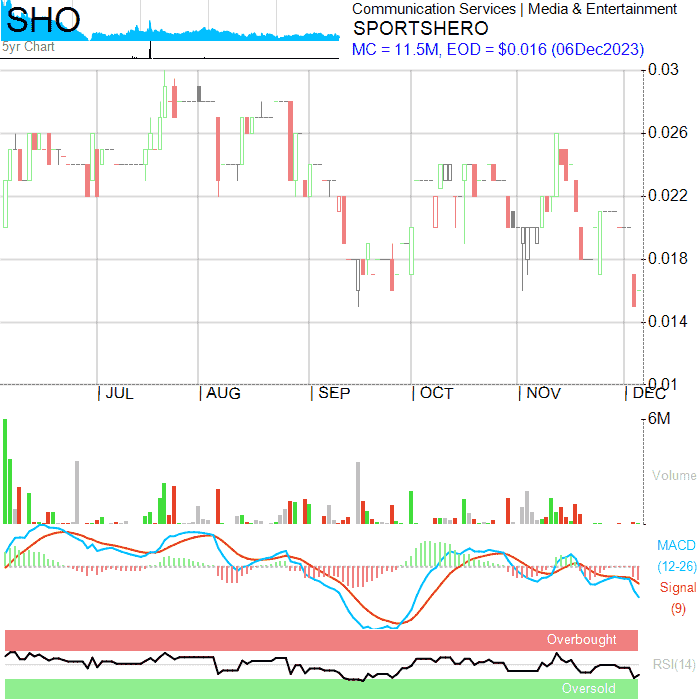 SHO
5yr Chart
Communication Services | Media & Entertainment
SPORTSHERO
MC = 11.5M, EOD = $0.016 (06Dec2023)
0.03
0.026
0.022
0.018
0.014
0.01
| JUL | AUG | SEP | OCT | NOV | DEC
6M
Volume
MACD
(12-26)
Signal
(9)
Overbought
RSI(14)
Oversold